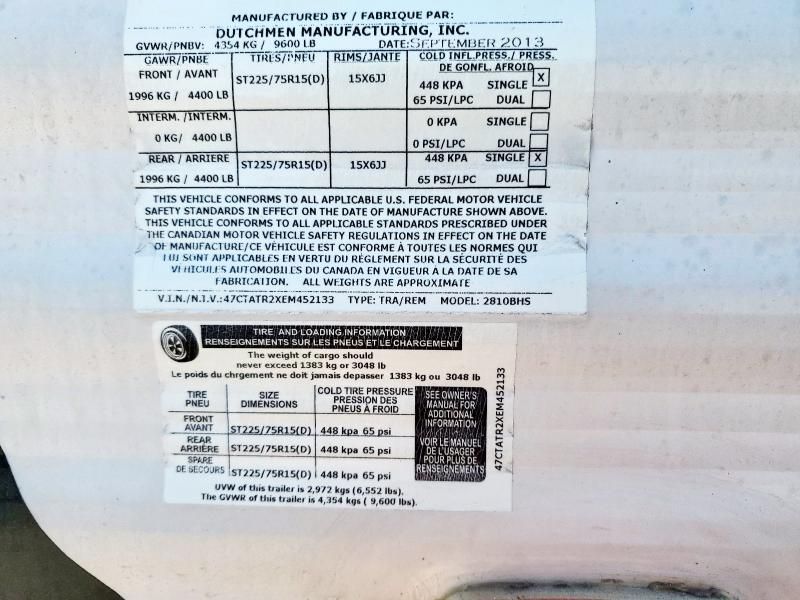 MANUFACTURED BY / FABRIQUE PAR:
DUTCHMEN MANUFACTURING, INC.
GVWR/PNBV: 4354 KG / 9600 LB DATE:SEPTEMBER 2013
GAWR/PNBE TIRES/PNEU RIMS/JANTE COLD INFL.PRESS./ PRESS.
DE GONFL. AFROID
FRONT / AVANT ST225/75R15(D) 15X6JJ 448 KPA SINGLE X
1996 KG / 4400 LB 65 PSI/LPC DUAL
INTERM. /INTERM. 0 KPA SINGLE
0 KG/ 4400 LB 0 PSI/LPC DUAL
REAR / ARRIERE ST225/75R15(D) 15X6JJ 448 KPA SINGLE X
1996 KG / 4400 LB 65 PSI/LPC DUAL
THIS VEHICLE CONFORMS TO ALL APPLICABLE U.S. FEDERAL MOTOR VEHICLE
SAFETY STANDARDS IN EFFECT ON THE DATE OF MANUFACTURE SHOWN ABOVE.
THIS VEHICLE CONFORMS TO ALL APPLICABLE STANDARDS PRESCRIBED UNDER
THE CANADIAN MOTOR VEHICLE SAFETY REGULATIONS IN EFFECT ON THE DATE
OF MANUFACTURE/CE VÉHICULE EST CONFORME À TOUTES LES NORMES QUI
LUI SONT APPLICABLES EN VERTU DU RÈGLEMENT SUR LA SÉCURITÉ DES
VÉHICULES AUTOMOBILES DU CANADA EN VIGUEUR A LA DATE DE SA
FABRICATION. ALL WEIGHTS ARE APPROXIMATE
V.I.N./N.I.V.:47CTATR2XEM452133 TYPE: TRA/REM MODEL: 2810BHS
TIRE AND LOADING INFORMATION
RENSEIGNEMENTS SUR LES PNEUS ET LE CHARGEMENT
The weight of cargo should
never exceed 1383 kg or 3048 lb
Le poids du chrgement ne doit jamais depasser 1383 kg ou 3048 lb
TIRE SIZE COLD TIRE PRESSURE
PNEU DIMENSIONS PRESSION DES
PNEUS À FROID
FRONT
AVANT ST225/75R15(D) 448 kpa 65 psi
REAR
ARRIÈRE ST225/75R15(D) 448 kpa 65 psi
SPARE
DE SECOURS ST225/75R15(D) 448 kpa 65 psi
SEE OWNER'S
MANUAL FOR
ADDITIONAL
INFORMATION
VOIR LE MANUEL
DE L'USAGER
POUR PLUS DE
RENSEIGNEMENTS
47CTATR2XEM452133
UVW of this trailer is 2,972 kgs (6,552 lbs).
The GVWR of this trailer is 4,354 kgs ( 9,600 lbs).